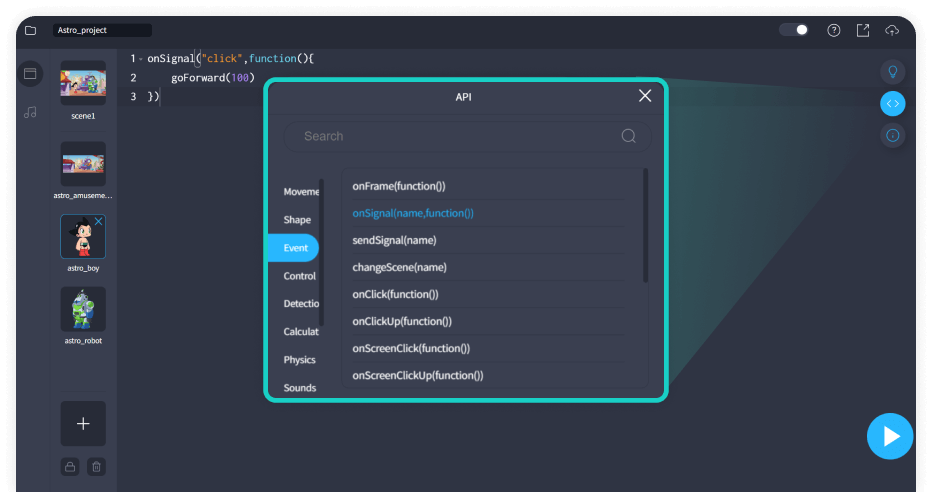 Astro_project
1 - onSignal("click",function(){
2 goForward(100)
3 })
scene1
astro_amuseme...
astro_boy
astro_robot
API
Search
Moveme
Shape
Event
Control
Detectio
Calculat
Physics
Sounds
onFrame(function())
onSignal(name,function())
sendSignal(name)
changeScene(name)
onClick(function())
onClickUp(function())
onScreenClick(function())
onScreenClickUp(function())